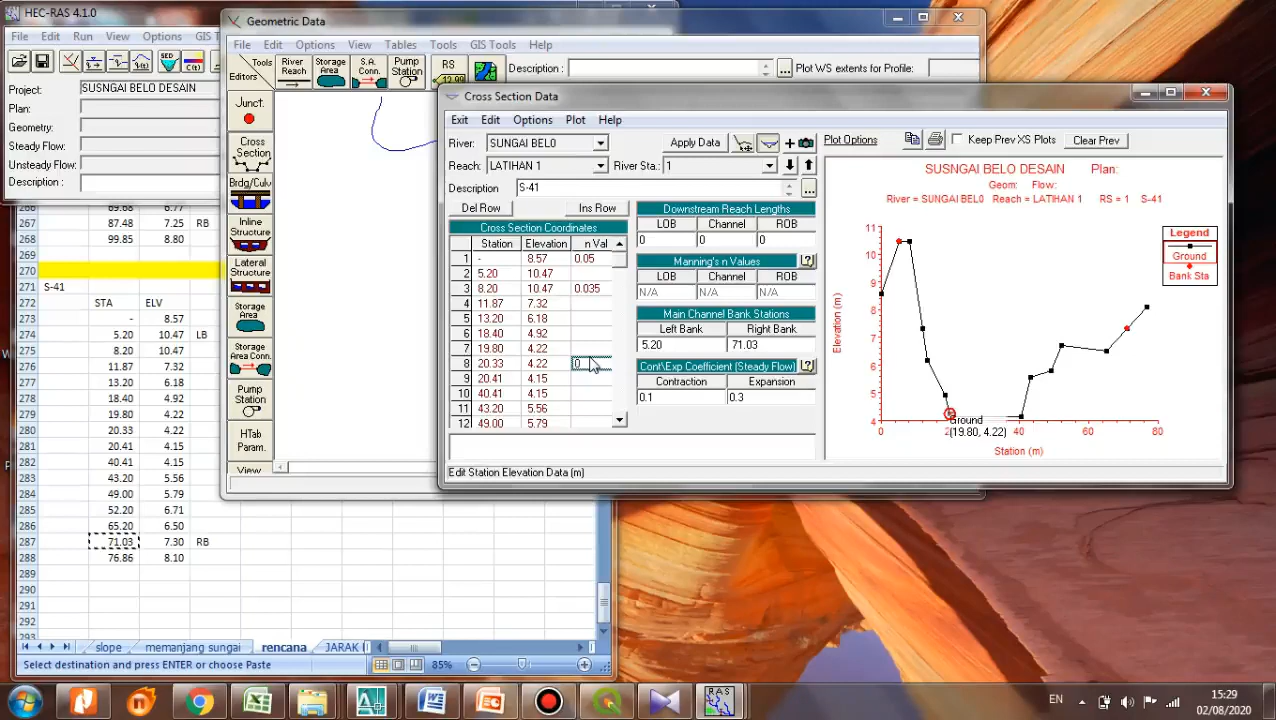 HEC-RAS 4.1.0
File Edit Run View Options GIS T
Project: SUSNGAI BELO DESAIN
Plan:
Geometry:
Steady Flow:
Unsteady Flow:
Description :
267 87.48 7.25 RB
268 99.85 8.80
269
270
271 S-41
272 STA ELV
273 - 8.57
274 5.20 10.47 LB
275 8.20 10.47
276 11.87 7.32
277 13.20 6.18
278 18.40 4.92
279 19.80 4.22
280 20.33 4.22
281 20.41 4.15
282 40.41 4.15
283 43.20 5.56
284 49.00 5.79
285 52.20 6.71
286 65.20 6.50
287 71.03 7.30 RB
288 76.86 8.10
289
290
291
292
293
slope memanjang sungai rencana JARAK
Select destination and press ENTER or choose Paste 85%
Geometric Data
File Edit Options View Tables Tools GIS Tools Help
Tools
Editors
River
Reach
Storage
Area
S.A.
Conn.
Pump
Station
RS
Description : ... Plot WS extents for Profile:
Junct.
Cross
Section
Brdg/Culv
Inline
Structure
Lateral
Structure
Storage
Area
Storage
Area Conn.
Pump
Station
HTab
Param.
View
Cross Section Data
Exit Edit Options Plot Help
River: SUNGAI BEL0 Apply Data
Reach: LATIHAN 1 River Sta.: 1
Description S-41 ...
Del Row Ins Row
Cross Section Coordinates
Station Elevation n Val
1 - 8.57 0.05
2 5.20 10.47
3 8.20 10.47 0.035
4 11.87 7.32
5 13.20 6.18
6 18.40 4.92
7 19.80 4.22
8 20.33 4.22 0
9 20.41 4.15
10 40.41 4.15
11 43.20 5.56
12 49.00 5.79
Downstream Reach Lengths
LOB Channel ROB
0 0 0
Manning's n Values ?
LOB Channel ROB
N/A N/A N/A
Main Channel Bank Stations
Left Bank Right Bank
5.20 71.03
Cont\Exp Coefficient (Steady Flow) ?
Contraction Expansion
0.1 0.3
Edit Station Elevation Data (m)
Plot Options Keep Prev XS Plots Clear Prev
SUSNGAI BELO DESAIN Plan:
Geom: Flow:
River = SUNGAI BEL0 Reach = LATIHAN 1 RS = 1 S-41
Elevation (m)
11
10
9
8
7
6
5
4
0 40 60 80
Ground
(19.80, 4.22)
Station (m)
Legend
Ground
Bank Sta
EN 15:29
02/08/2020